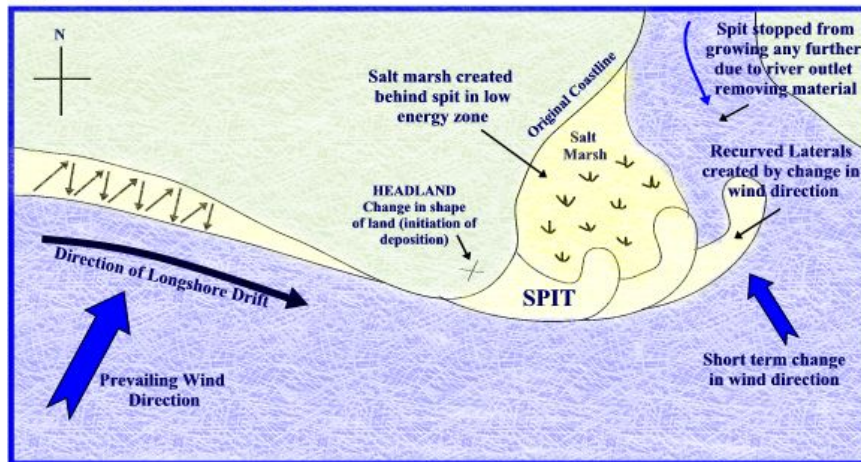 N
Salt marsh created
behind spit in low
energy zone
Original Coastline
Spit stopped from
growing any further
due to river outlet
removing material
Salt
Marsh
Recurved Laterals
created by change in
wind direction
HEADLAND
Change in shape
of land (initiation of
deposition)
Direction of Longshore Drift
SPIT
Prevailing Wind
Direction
Short term change
in wind direction